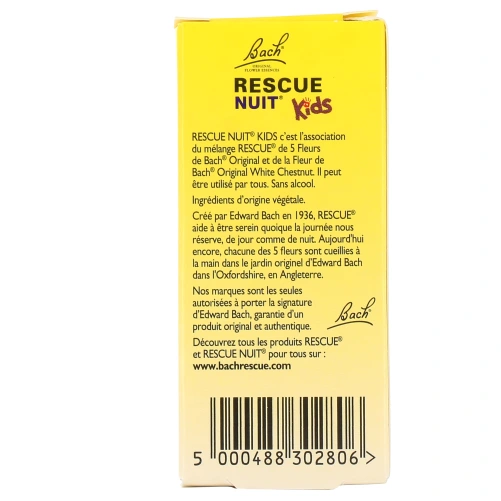 Bach®
ORIGINAL
FLOWER ESSENCES
RESCUE
NUIT® Kids
RESCUE NUIT® KIDS c'est l'association
du mélange RESCUE® de 5 Fleurs
de Bach® Original et de la Fleur de
Bach® Original White Chestnut. Il peut
être utilisé par tous. Sans alcool.
Ingrédients d'origine végétale.
Créé par Edward Bach en 1936, RESCUE®
aide à être serein quoique la journée nous
réserve, de jour comme de nuit. Aujourd'hui
encore, chacune des 5 fleurs sont cueillies à
la main dans le jardin originel d'Edward Bach
dans l'Oxfordshire, en Angleterre.
Nos marques sont les seules
autorisées à porter la signature
d'Edward Bach, garantie d'un
produit original et authentique.
Bach®
Découvrez tous les produits RESCUE®
et RESCUE NUIT® pour tous sur :
www.bachrescue.com
5 000488 302806 >